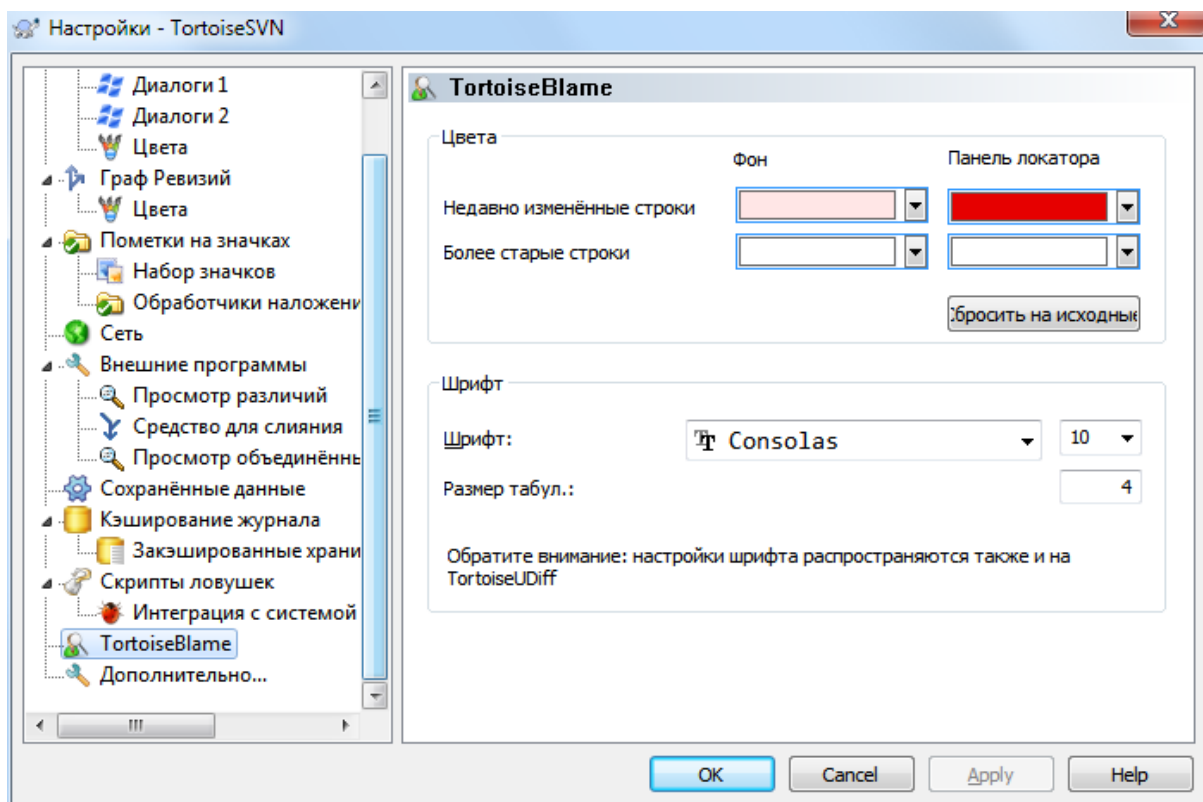 Настройки - TortoiseSVN
Диалоги 1
Диалоги 2
Цвета
Граф Ревизий
Цвета
Пометки на значках
Набор значков
Обработчики наложени
Сеть
Внешние программы
Просмотр различий
Средство для слияния
Просмотр объединённь
Сохранённые данные
Кэширование журнала
Закэшированные храни
Скрипты ловушек
Интеграция с системой
TortoiseBlame
Дополнительно...
TortoiseBlame
Цвета
Фон Панель локатора
Недавно изменённые строки
Более старые строки
Сбросить на исходные
Шрифт
Шрифт: Consolas 10
Размер табул.: 4
Обратите внимание: настройки шрифта распространяются также и на
TortoiseUDiff
OK Cancel Apply Help